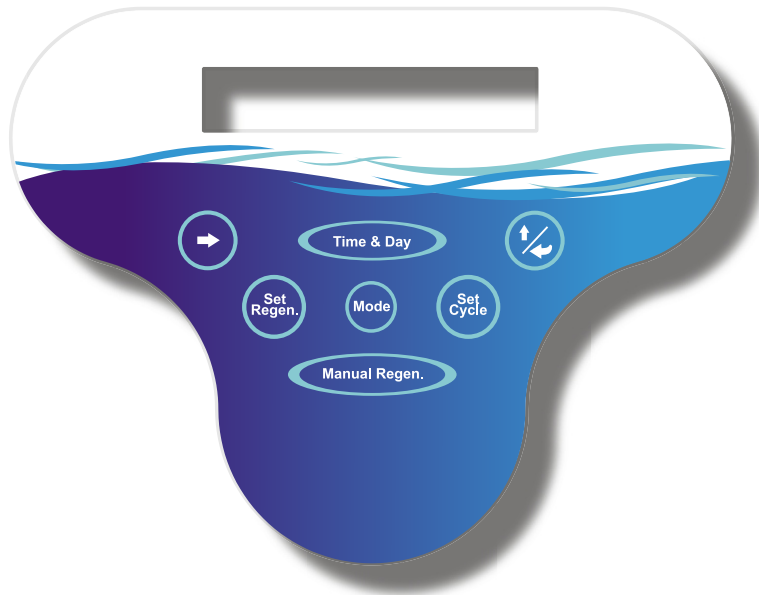 Time & Day
Set
Regen.
Mode
Set
Cycle
Manual Regen.